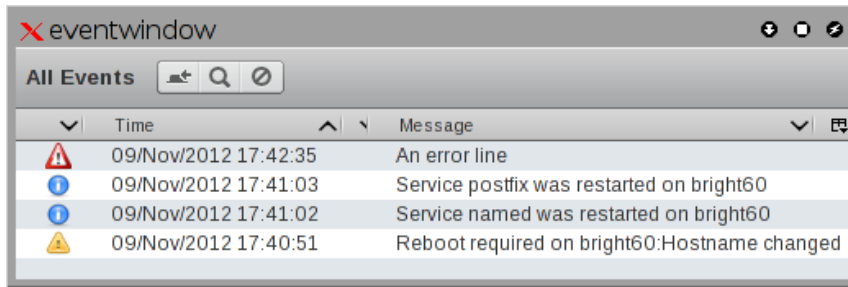 eventwindow
All Events
Time Message
09/Nov/2012 17:42:35 An error line
09/Nov/2012 17:41:03 Service postfix was restarted on bright60
09/Nov/2012 17:41:02 Service named was restarted on bright60
09/Nov/2012 17:40:51 Reboot required on bright60:Hostname changed